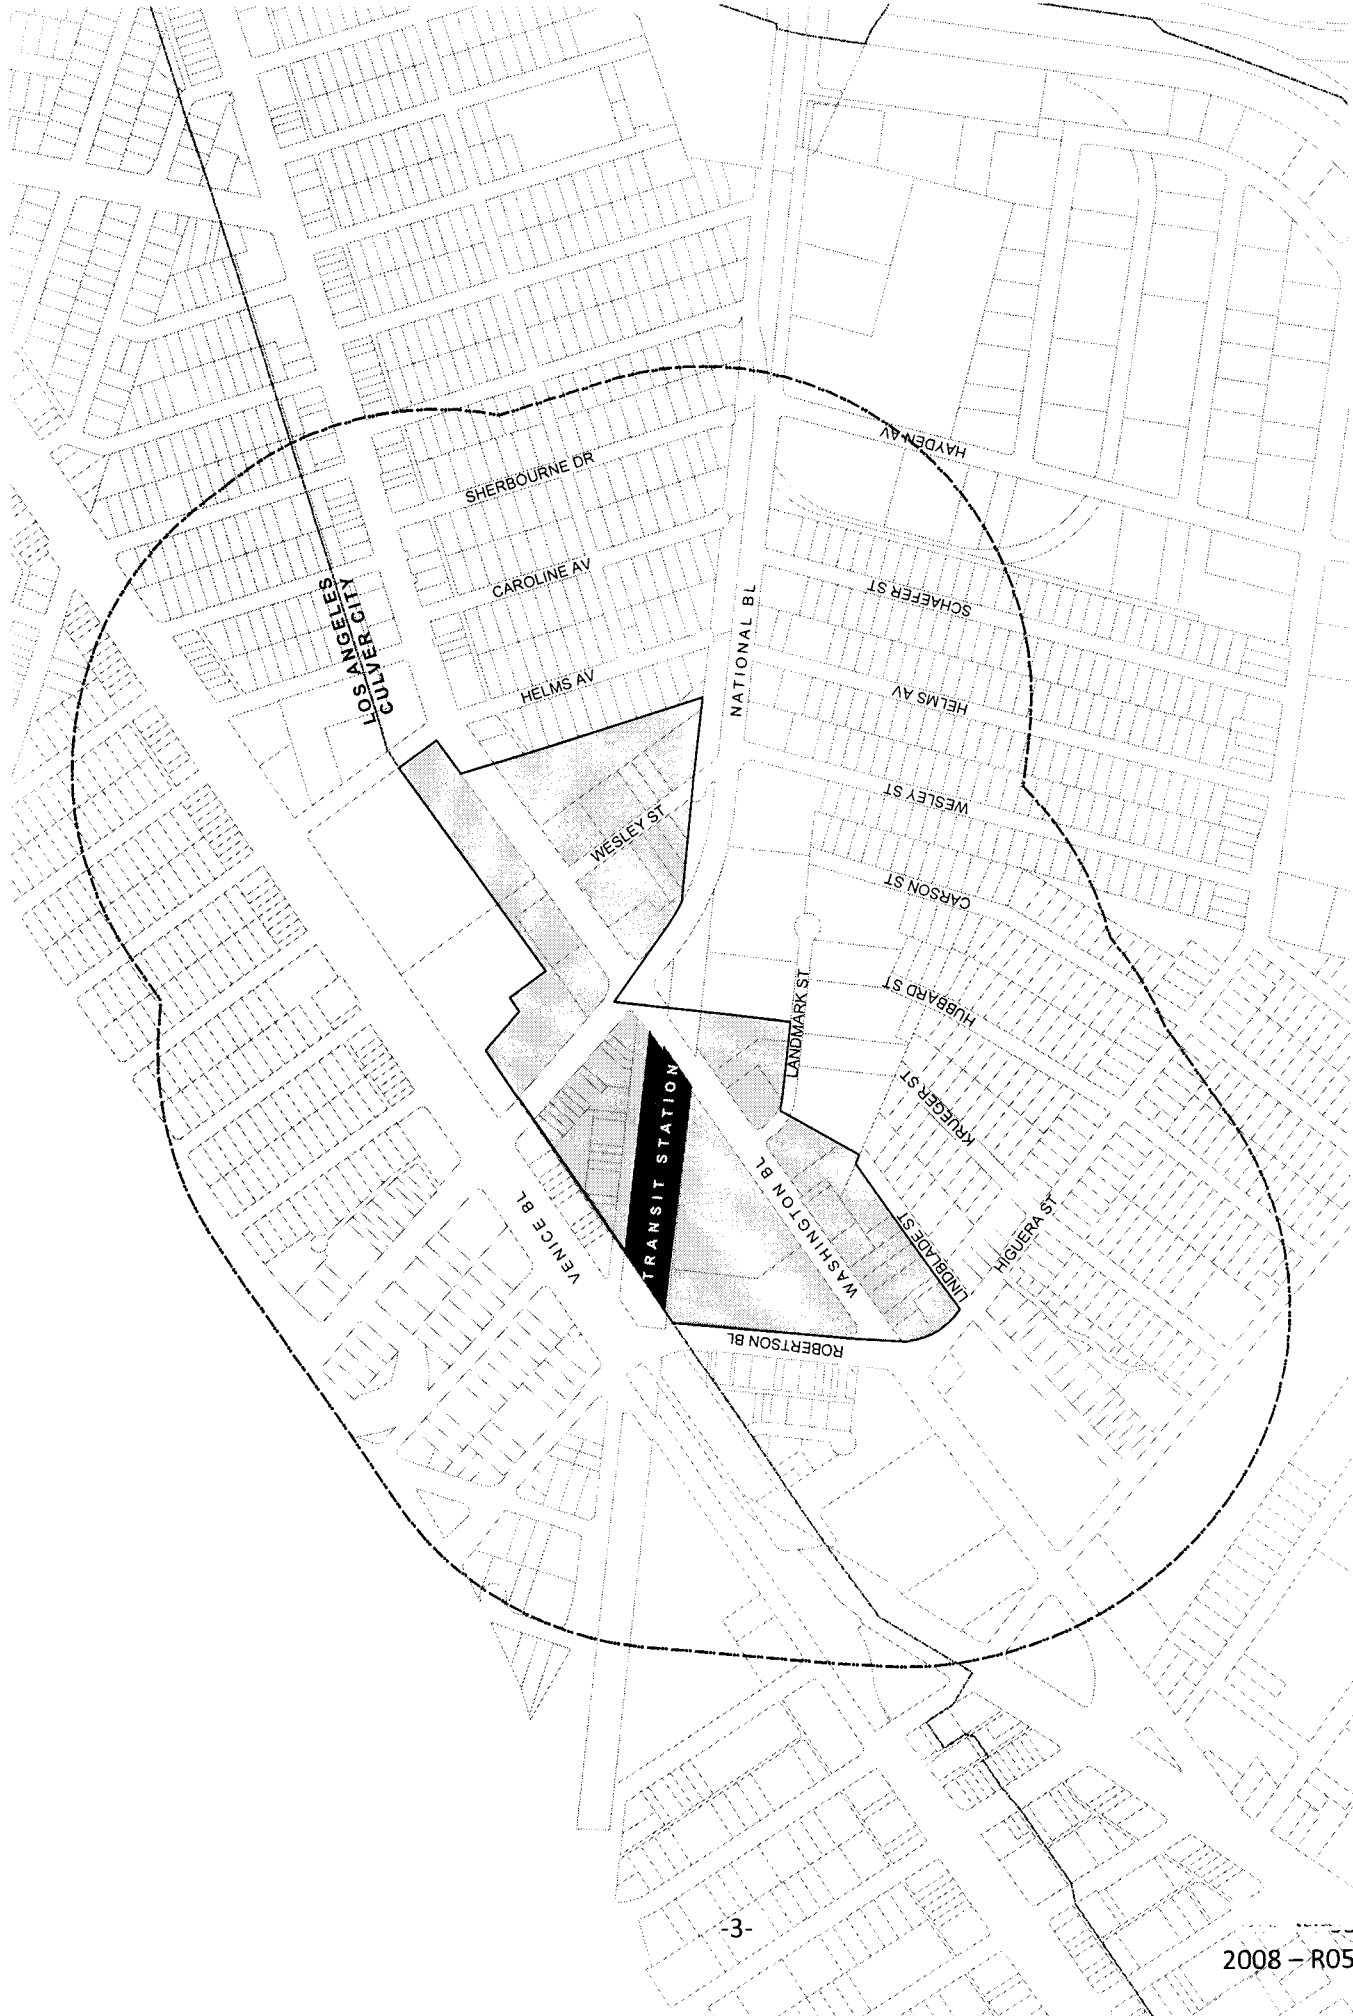 HAYDEN AV
SHERBOURNE DR
CAROLINE AV
SCHAEFER ST
LOS ANGELES
CULVER CITY
NATIONAL BL
HELMS AV
HELMS AV
WESLEY ST
WESLEY ST
CARSON ST
HUBBARD ST
LANDMARK ST
KRUEGER ST
TRANSIT STATION
VENICE BL
WASHINGTON BL
LINDBLADE ST
HIGUERA ST
ROBERTSON BL
-3-
2008 – R05